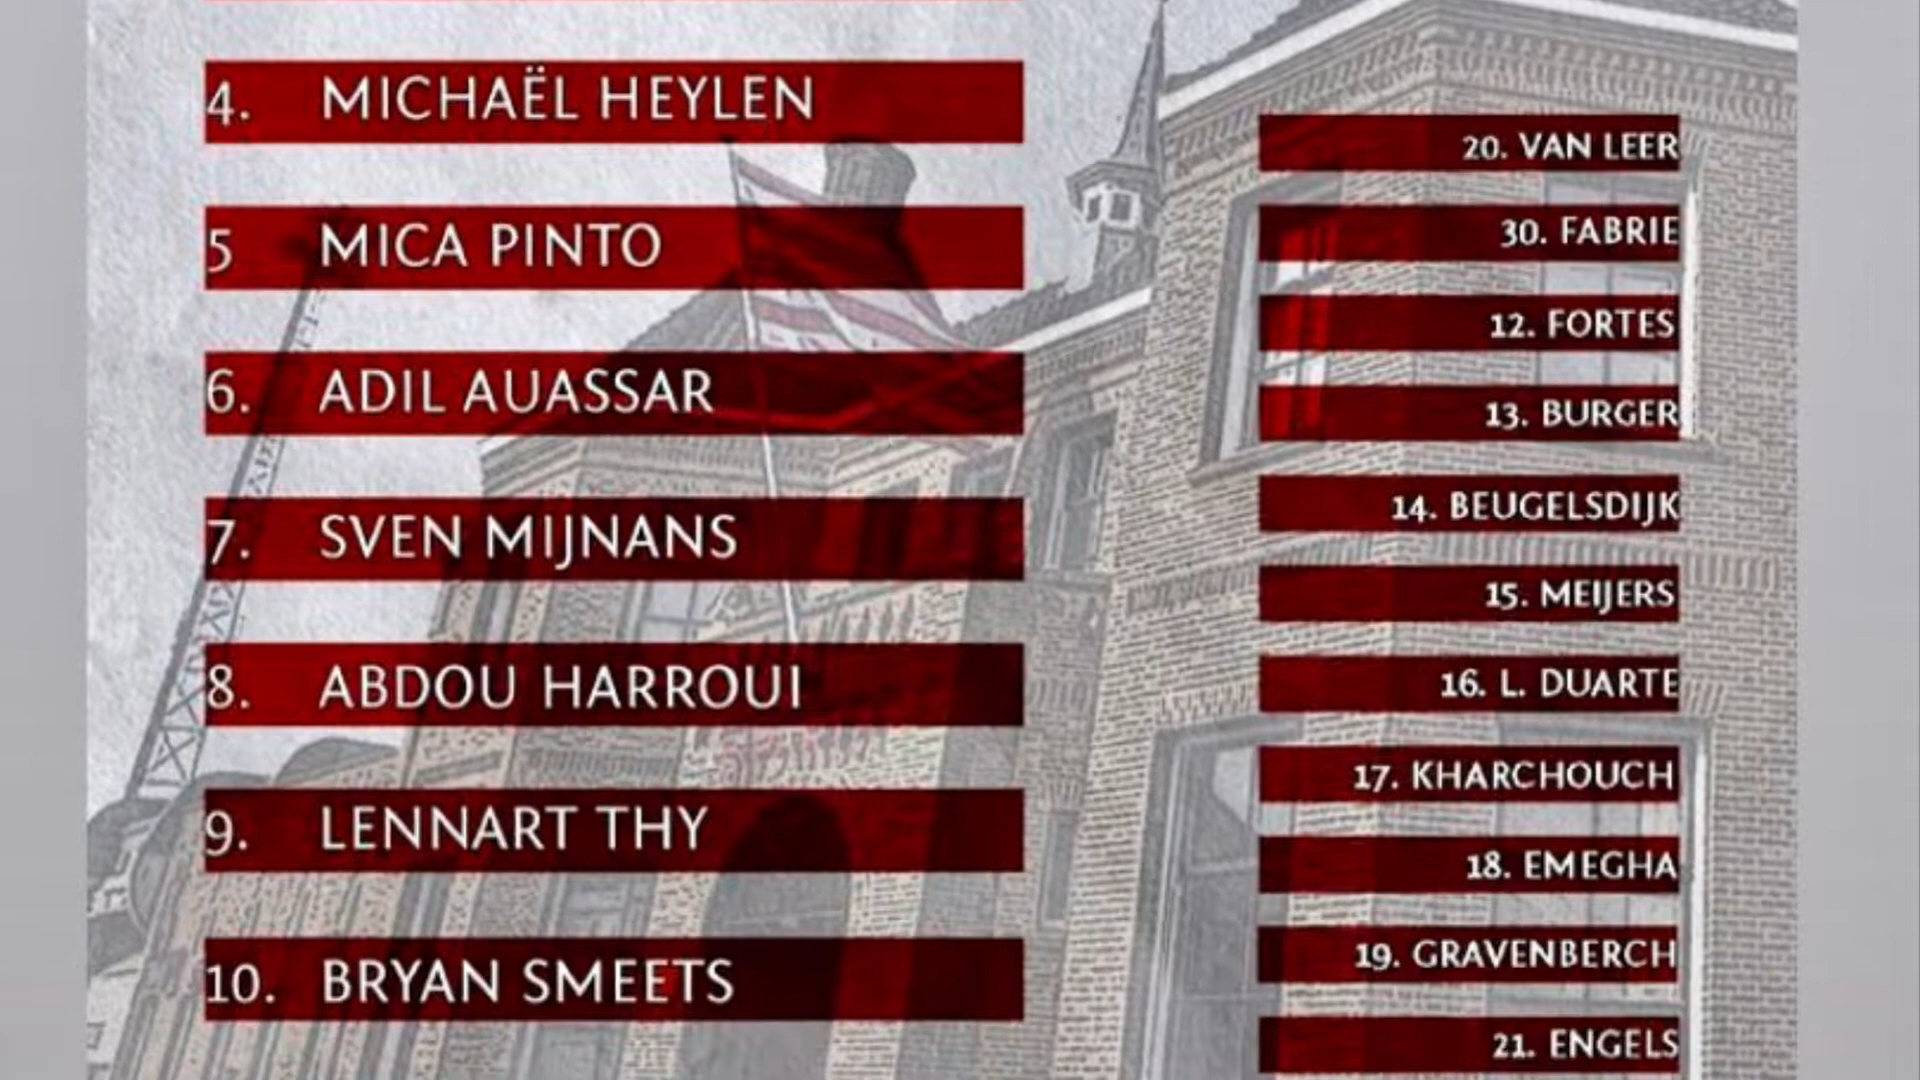 4. MICHAËL HEYLEN
5 MICA PINTO
6. ADIL AUASSAR
7. SVEN MIJNANS
8. ABDOU HARROUI
9. LENNART THY
10. BRYAN SMEETS
20. VAN LEER
30. FABRIE
12. FORTES
13. BURGER
14. BEUGELSDIJK
15. MEIJERS
16. L. DUARTE
17. KHARCHOUCH
18. EMEGHA
19. GRAVENBERCH
21. ENGELS